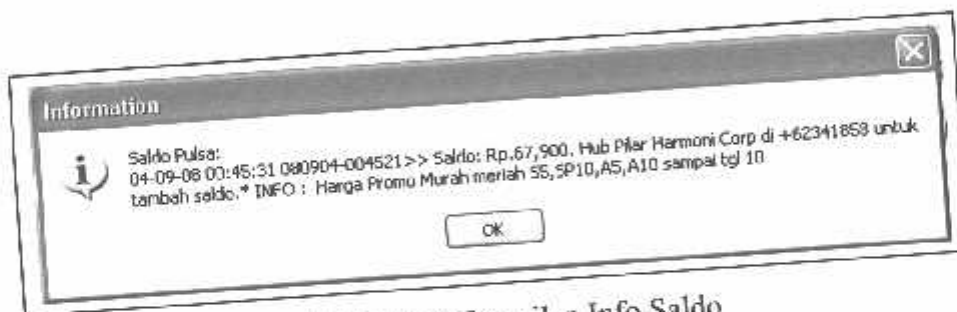 Information
Saldo Pulsa:
04-09-08 00:45:31 080904-004521>> Saldo: Rp.67,900. Hub Pilar Harmoni Corp di +62341853 untuk
tambah saldo.* INFO : Harga Promo Murah meriah S5,SP10,A5,A10 sampai tgl 10
OK
Info Saldo